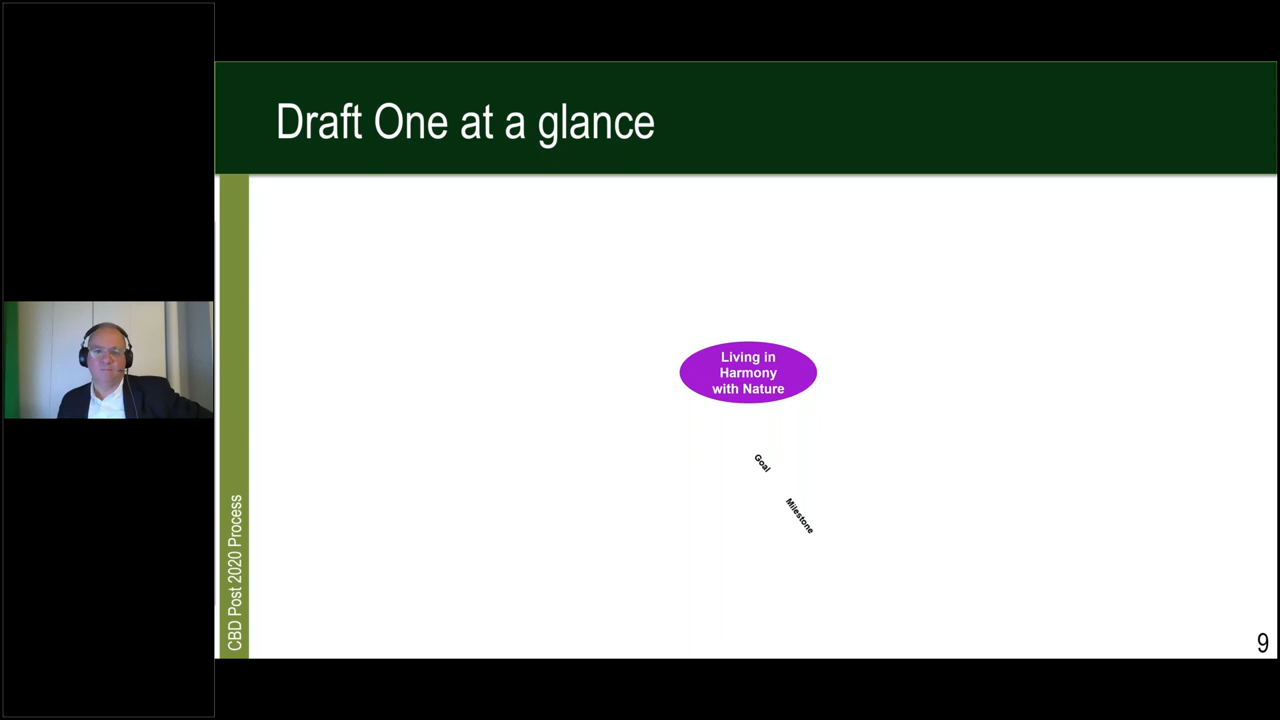 Draft One at a glance
Living in
Harmony
with Nature
Goal
Milestone
CBD Post 2020 Process
9